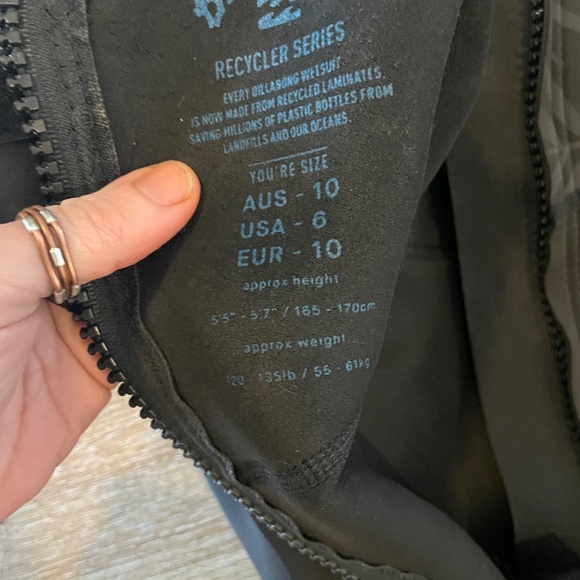 RECYCLER SERIES
EVERY BILLABONG WETSUIT
IS NOW MADE FROM RECYCLED LAMINATES,
SAVING MILLIONS OF PLASTIC BOTTLES FROM
LANDFILLS AND OUR OCEANS.
YOU'RE SIZE
AUS - 10
USA - 6
EUR - 10
approx height
5'5" - 5'7" / 165 - 170cm
approx weight
120 - 135lb / 55 - 61kg